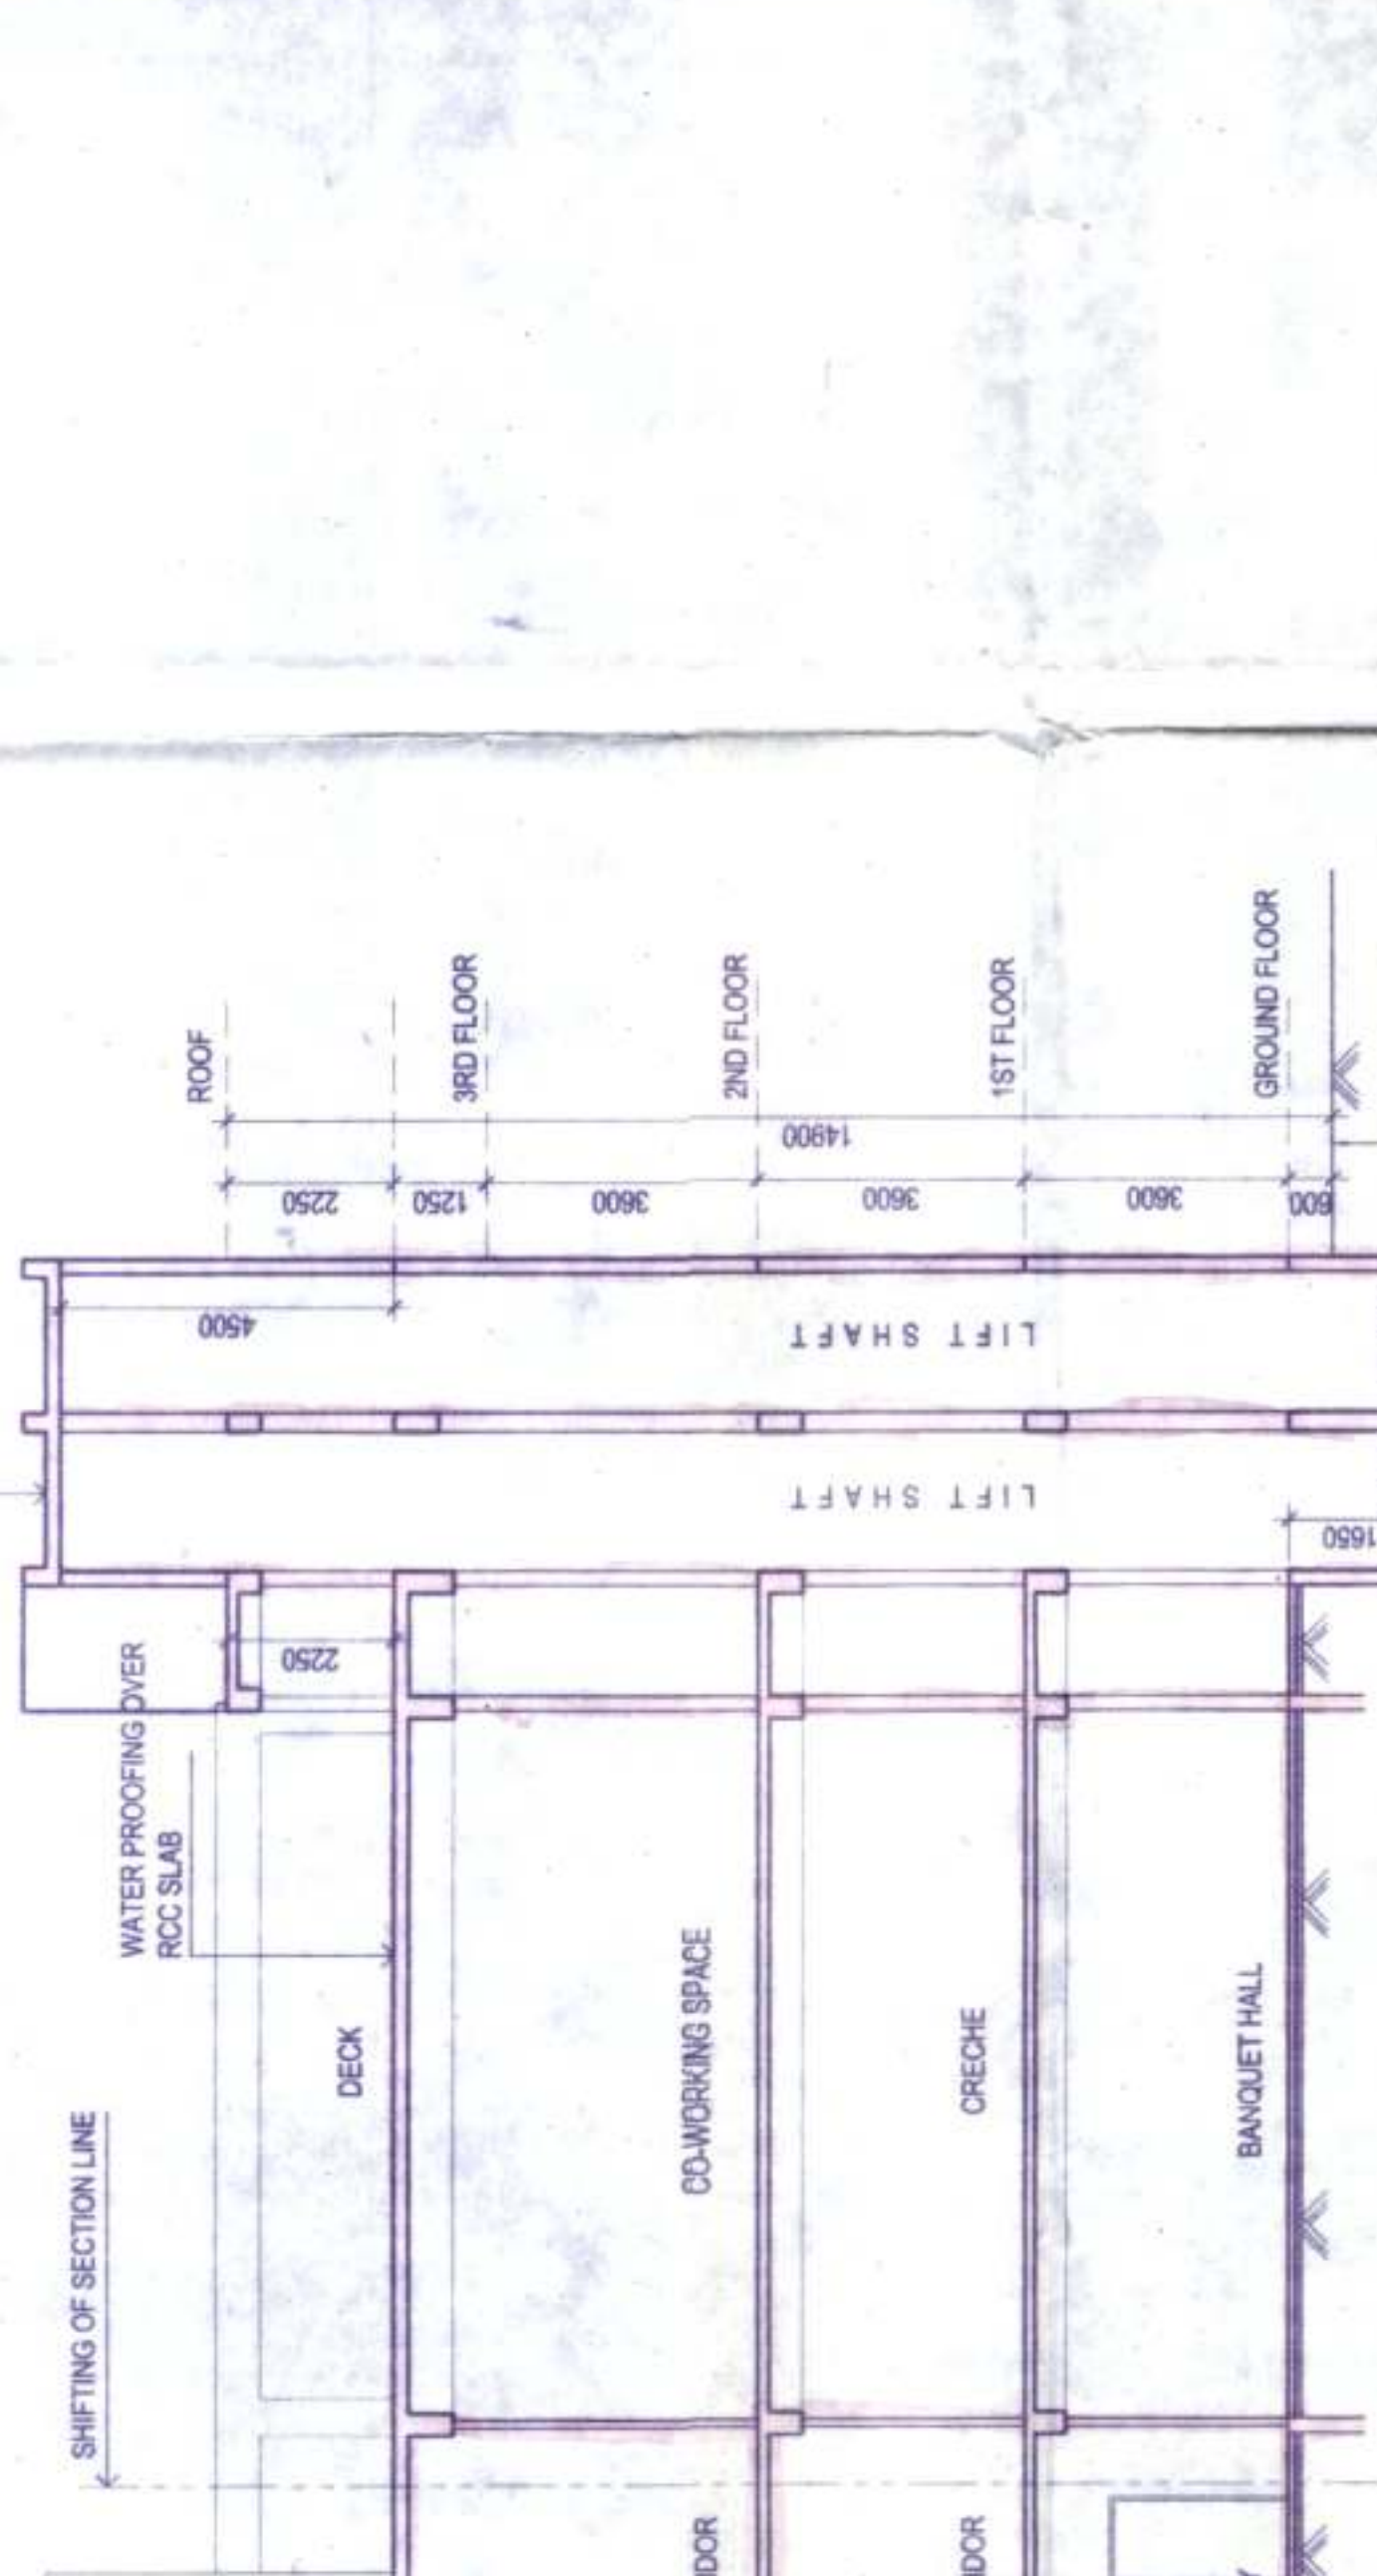 ROOF
3RD FLOOR
2ND FLOOR
1ST FLOOR
GROUND FLOOR
14900
2250
1250
3600
3600
3600
600
4500
LIFT SHAFT
LIFT SHAFT
1650
2250
WATER PROOFING OVER
RCC SLAB
DECK
CO-WORKING SPACE
CRECHE
BANQUET HALL
SHIFTING OF SECTION LINE
IDOR
IDOR